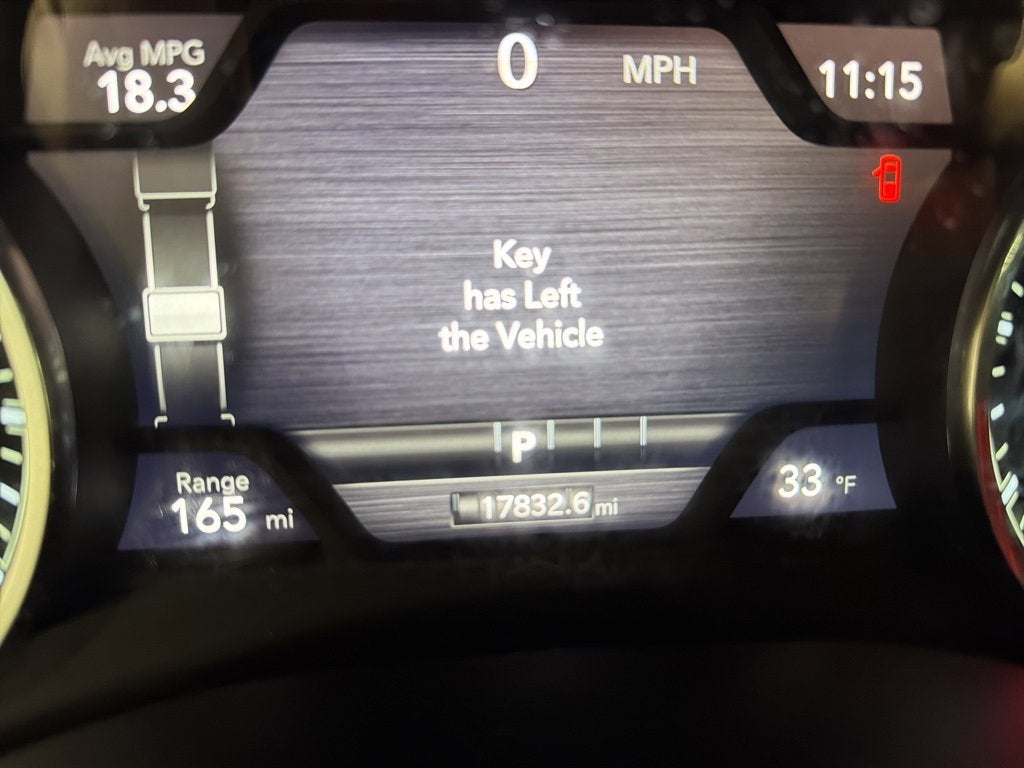 Avg MPG
18.3
0 MPH
11:15
Key
has Left
the Vehicle
P
Range
165 mi
17832.6 mi
33 °F